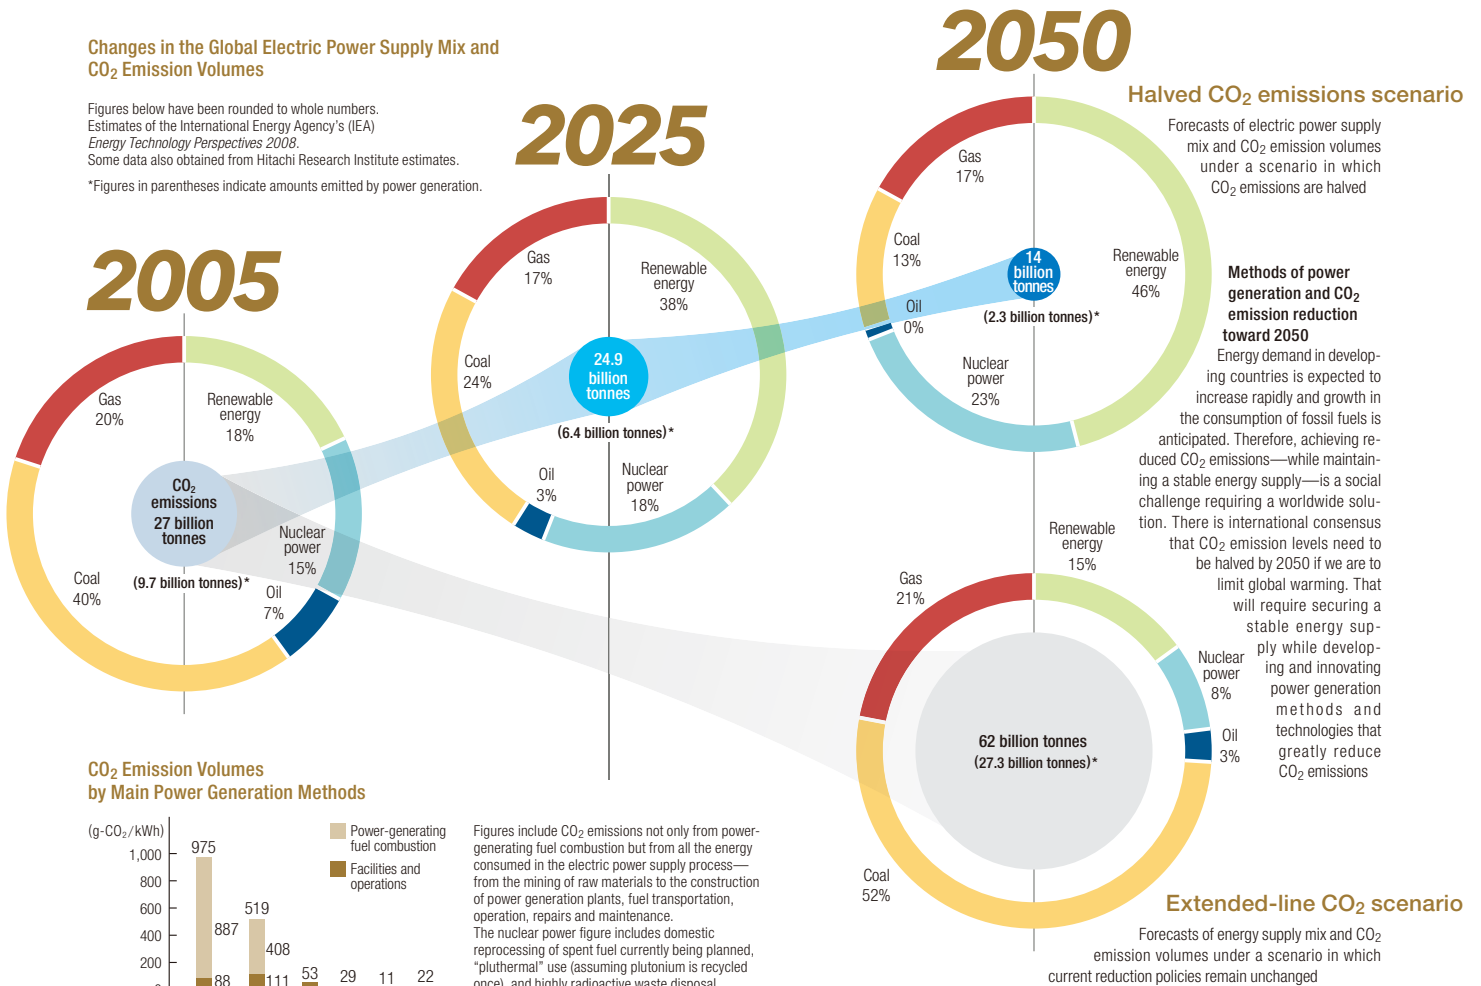 Changes in the Global Electric Power Supply Mix and
CO2 Emission Volumes
Figures below have been rounded to whole numbers.
Estimates of the International Energy Agency's (IEA)
Energy Technology Perspectives 2008.
Some data also obtained from Hitachi Research Institute estimates.
*Figures in parentheses indicate amounts emitted by power generation.
2005
Gas
20%
Renewable
energy
18%
CO2
emissions
27 billion
tonnes
(9.7 billion tonnes)*
Nuclear
power
15%
Oil
7%
Coal
40%
2025
Gas
17%
Renewable
energy
38%
Coal
24%
24.9
billion
tonnes
(6.4 billion tonnes)*
Oil
3%
Nuclear
power
18%
2050
Halved CO2 emissions scenario
Forecasts of electric power supply
mix and CO2 emission volumes
under a scenario in which
CO2 emissions are halved
Gas
17%
Coal
13%
Oil
0%
14
billion
tonnes
(2.3 billion tonnes)*
Renewable
energy
46%
Nuclear
power
23%
Methods of power
generation and CO2
emission reduction
toward 2050
Energy demand in develop-
ing countries is expected to
increase rapidly and growth in
the consumption of fossil fuels is
anticipated. Therefore, achieving re-
duced CO2 emissions—while maintain-
ing a stable energy supply—is a social
challenge requiring a worldwide solu-
tion. There is international consensus
that CO2 emission levels need to
be halved by 2050 if we are to
limit global warming. That
will require securing a
stable energy sup-
ply while develop-
ing and innovating
power generation
methods and
technologies that
greatly reduce
CO2 emissions
Renewable
energy
15%
Gas
21%
Nuclear
power
8%
Oil
3%
62 billion tonnes
(27.3 billion tonnes)*
Coal
52%
Extended-line CO2 scenario
Forecasts of energy supply mix and CO2
emission volumes under a scenario in which
current reduction policies remain unchanged
CO2 Emission Volumes
by Main Power Generation Methods
(g-CO2/kWh)
1,000
800
600
400
200
975
887
88
519
408
111
53
29
11
22
Power-generating
fuel combustion
Facilities and
operations
Figures include CO2 emissions not only from power-
generating fuel combustion but from all the energy
consumed in the electric power supply process—
from the mining of raw materials to the construction
of power generation plants, fuel transportation,
operation, repairs and maintenance.
The nuclear power figure includes domestic
reprocessing of spent fuel currently being planned,
"pluthermal" use (assuming plutonium is recycled
once), and highly radioactive waste disposal